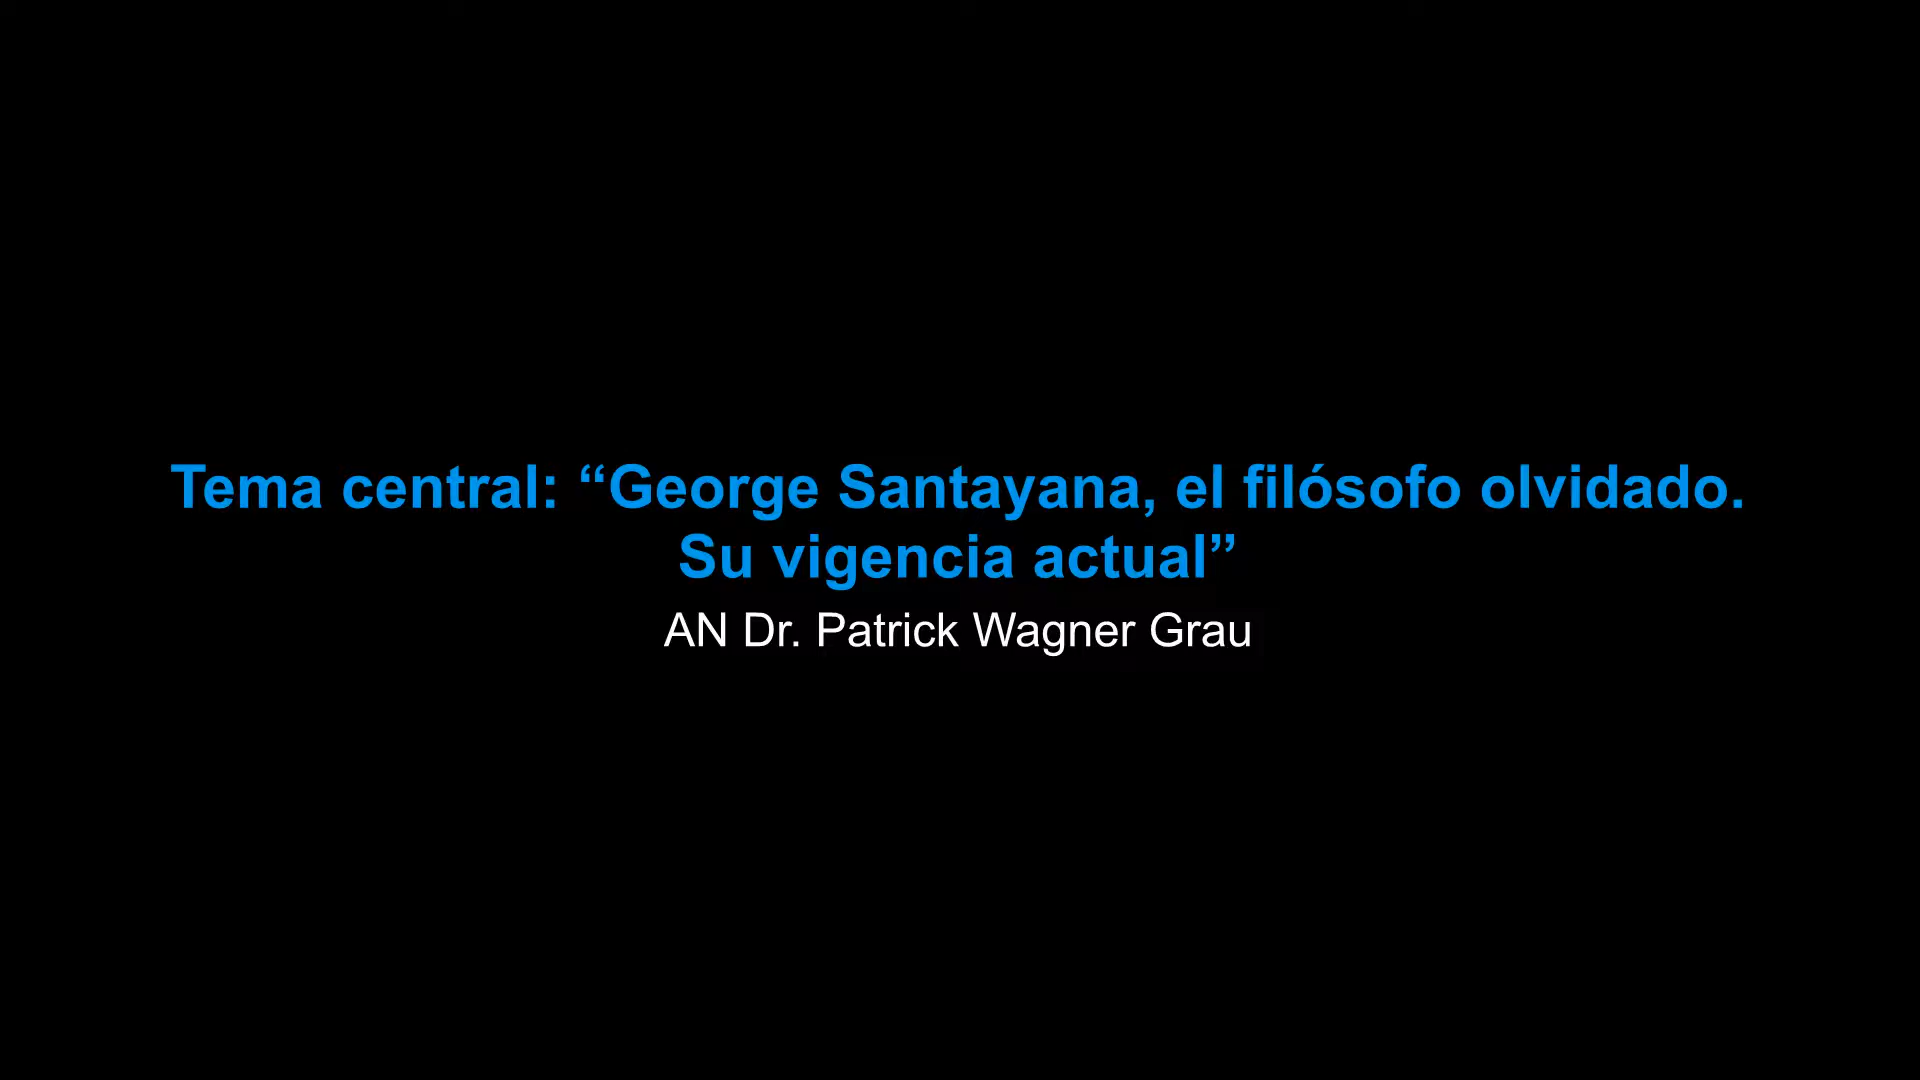 Tema central: “George Santayana, el filósofo olvidado.
Su vigencia actual”
AN Dr. Patrick Wagner Grau